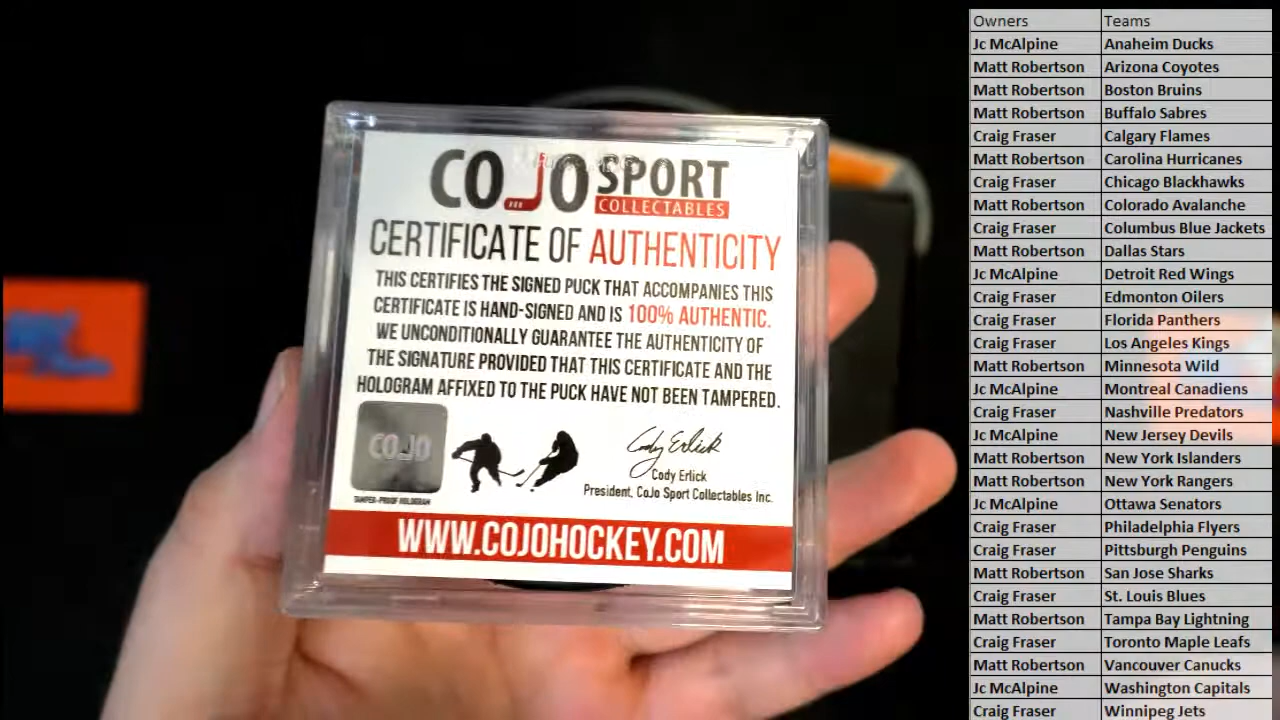 COJO SPORT
COLLECTABLES
CERTIFICATE OF AUTHENTICITY
THIS CERTIFIES THE SIGNED PUCK THAT ACCOMPANIES THIS
CERTIFICATE IS HAND-SIGNED AND IS 100% AUTHENTIC.
WE UNCONDITIONALLY GUARANTEE THE AUTHENTICITY OF
THE SIGNATURE PROVIDED THAT THIS CERTIFICATE AND THE
HOLOGRAM AFFIXED TO THE PUCK HAVE NOT BEEN TAMPERED.
COJO
TAMPER-PROOF HOLOGRAM
Cody Erlick
Cody Erlick
President, CoJo Sport Collectables Inc.
WWW.COJOHOCKEY.COM
Owners Teams
Jc McAlpine Anaheim Ducks
Matt Robertson Arizona Coyotes
Matt Robertson Boston Bruins
Matt Robertson Buffalo Sabres
Craig Fraser Calgary Flames
Matt Robertson Carolina Hurricanes
Craig Fraser Chicago Blackhawks
Matt Robertson Colorado Avalanche
Craig Fraser Columbus Blue Jackets
Matt Robertson Dallas Stars
Jc McAlpine Detroit Red Wings
Craig Fraser Edmonton Oilers
Craig Fraser Florida Panthers
Craig Fraser Los Angeles Kings
Matt Robertson Minnesota Wild
Jc McAlpine Montreal Canadiens
Craig Fraser Nashville Predators
Jc McAlpine New Jersey Devils
Matt Robertson New York Islanders
Matt Robertson New York Rangers
Jc McAlpine Ottawa Senators
Craig Fraser Philadelphia Flyers
Craig Fraser Pittsburgh Penguins
Matt Robertson San Jose Sharks
Craig Fraser St. Louis Blues
Matt Robertson Tampa Bay Lightning
Craig Fraser Toronto Maple Leafs
Matt Robertson Vancouver Canucks
Jc McAlpine Washington Capitals
Craig Fraser Winnipeg Jets